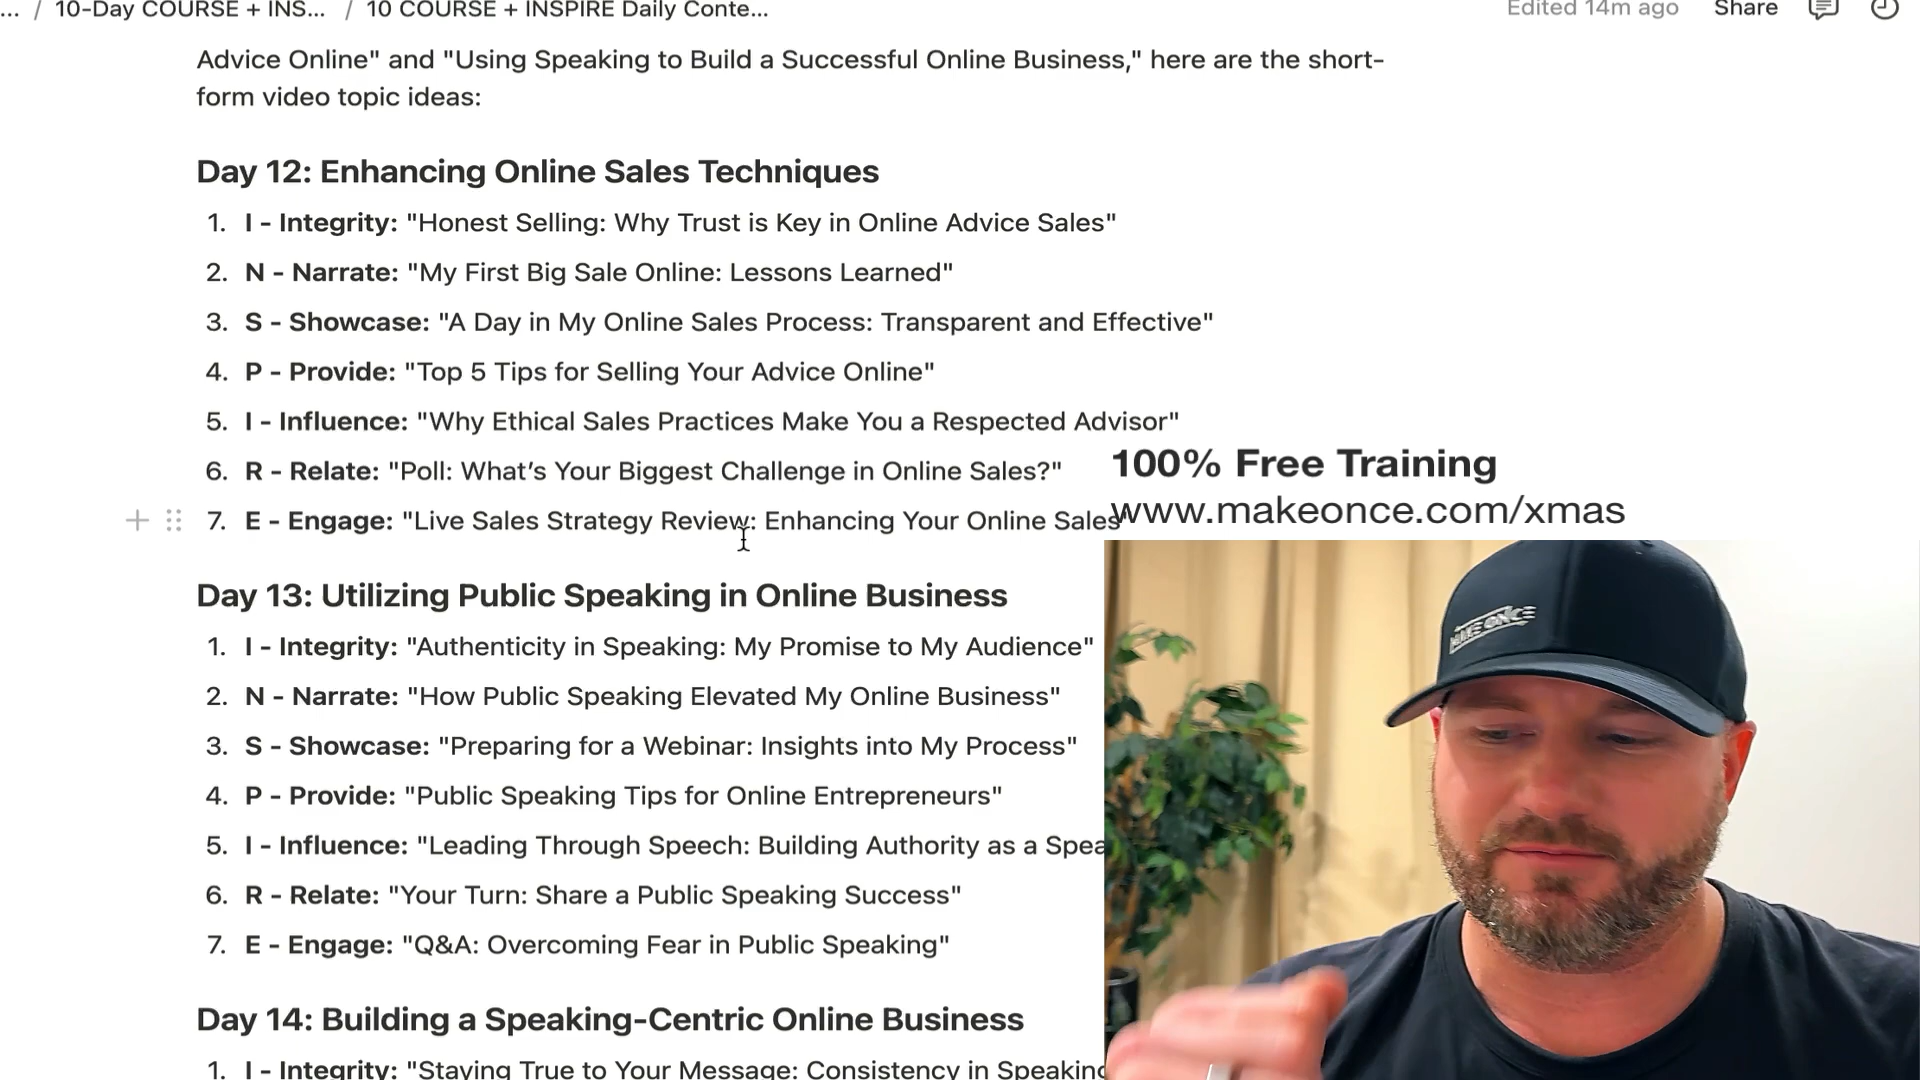 ... / 10-Day COURSE + INS... / 10 COURSE + INSPIRE Daily Conte...
Edited 14m ago Share
Advice Online" and "Using Speaking to Build a Successful Online Business," here are the short-
form video topic ideas:
Day 12: Enhancing Online Sales Techniques
1. I - Integrity: "Honest Selling: Why Trust is Key in Online Advice Sales"
2. N - Narrate: "My First Big Sale Online: Lessons Learned"
3. S - Showcase: "A Day in My Online Sales Process: Transparent and Effective"
4. P - Provide: "Top 5 Tips for Selling Your Advice Online"
5. I - Influence: "Why Ethical Sales Practices Make You a Respected Advisor"
6. R - Relate: "Poll: What's Your Biggest Challenge in Online Sales?"
7. E - Engage: "Live Sales Strategy Review: Enhancing Your Online Sales"
100% Free Training
www.makeonce.com/xmas
Day 13: Utilizing Public Speaking in Online Business
1. I - Integrity: "Authenticity in Speaking: My Promise to My Audience"
2. N - Narrate: "How Public Speaking Elevated My Online Business"
3. S - Showcase: "Preparing for a Webinar: Insights into My Process"
4. P - Provide: "Public Speaking Tips for Online Entrepreneurs"
5. I - Influence: "Leading Through Speech: Building Authority as a Spea
6. R - Relate: "Your Turn: Share a Public Speaking Success"
7. E - Engage: "Q&A: Overcoming Fear in Public Speaking"
MAKE ONCE
Day 14: Building a Speaking-Centric Online Business
1. I - Integrity: "Staying True to Your Message: Consistency in Speaking